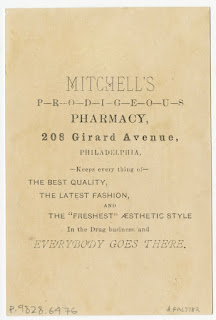 MITCHELL'S
P—R—O—D—I—G—E—O—U—S
PHARMACY,
208 Girard Avenue,
PHILADELPHIA,
—Keeps every thing of—
THE BEST QUALITY,
THE LATEST FASHION,
AND
THE "FRESHEST" ÆSTHETIC STYLE
In the Drug business and
EVERYBODY GOES THERE.
P.9828.6976